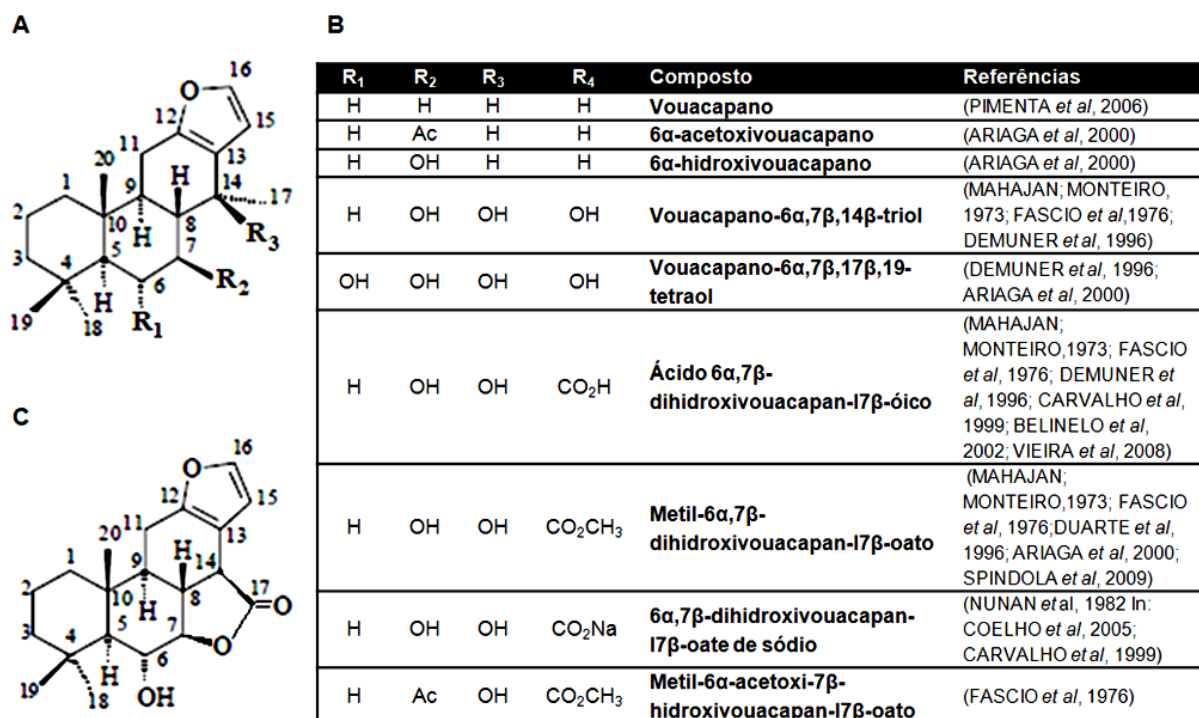 A
16
O
12
15
11
13
20
H
14
1
9
17
2
10
8
R3
H
3
5
7
4
6
R2
H
19
18
R1
B
R1 R2 R3 R4 Composto Referências
H H H H Vouacapano (PIMENTA et al, 2006)
H Ac H H 6α-acetoxivouacapano (ARIAGA et al, 2000)
H OH H H 6α-hidroxivouacapano (ARIAGA et al, 2000)
H OH OH OH Vouacapano-6α,7β,14β-triol
(MAHAJAN; MONTEIRO,
1973; FASCIO et al,1976;
DEMUNER et al, 1996)
OH OH OH OH Vouacapano-6α,7β,17β,19-
tetraol
(DEMUNER et al, 1996;
ARIAGA et al, 2000)
H OH OH CO2H Ácido 6α,7β-
dihidroxivouacapan-l7β-óico
(MAHAJAN;
MONTEIRO,1973; FASCIO
et al, 1976; DEMUNER et
al, 1996; CARVALHO et al,
1999; BELINELO et al,
2002; VIEIRA et al, 2008)
H OH OH CO2CH3 Metil-6α,7β-
dihidroxivouacapan-l7β-oato
(MAHAJAN;
MONTEIRO,1973; FASCIO
et al, 1976;DUARTE et al,
1996; ARIAGA et al, 2000;
SPINDOLA et al, 2009)
H OH OH CO2Na 6α,7β-dihidroxivouacapan-
l7β-oate de sódio
(NUNAN et al, 1982 In:
COELHO et al, 2005;
CARVALHO et al, 1999)
H Ac OH CO2CH3 Metil-6α-acetoxi-7β-
hidroxivouacapan-l7β-oato
(FASCIO et al, 1976)
C
16
O
12
15
11
13
20
H
14
1
9
17
O
2
10
8
H
3
5
7
O
4
6
H
19
18
OH